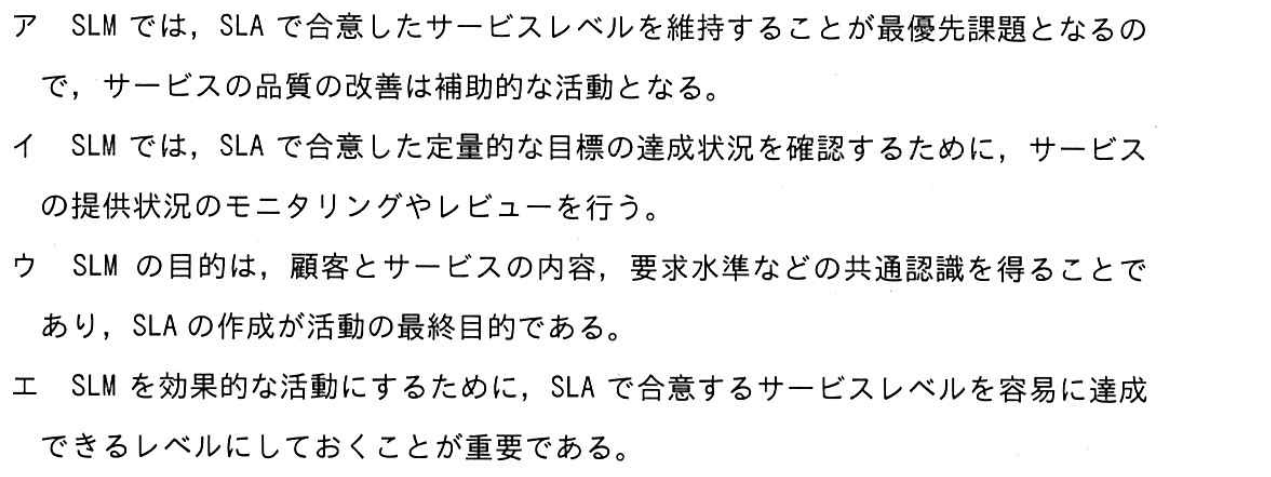 ア　SLM では，SLA で合意したサービスレベルを維持することが最優先課題となるの
で，サービスの品質の改善は補助的な活動となる。
イ　SLM では，SLA で合意した定量的な目標の達成状況を確認するために，サービス
の提供状況のモニタリングやレビューを行う。
ウ　SLM の目的は，顧客とサービスの内容，要求水準などの共通認識を得ることで
あり，SLA の作成が活動の最終目的である。
エ　SLM を効果的な活動にするために，SLA で合意するサービスレベルを容易に達成
できるレベルにしておくことが重要である。